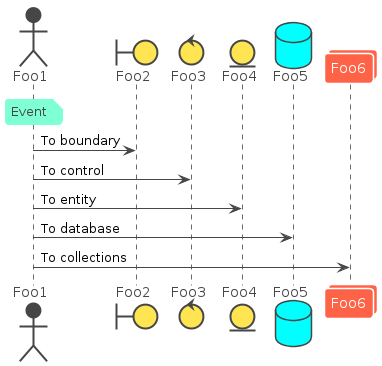 Foo1 Foo2 Foo3 Foo4 Foo5 Foo6
Event
To boundary
To control
To entity
To database
To collections
Foo1 Foo2 Foo3 Foo4 Foo5 Foo6